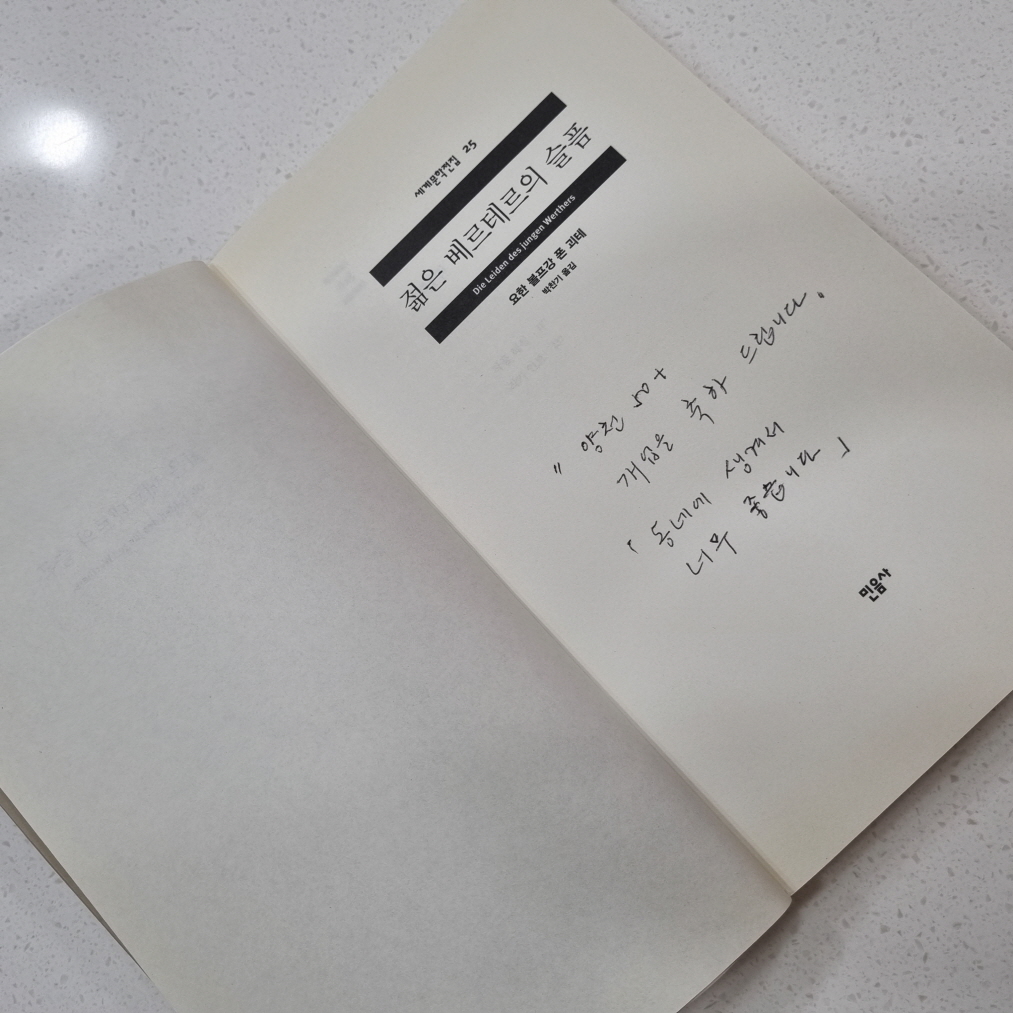 세계문학전집 25
젊은 베르테르의 슬픔
Die Leiden des jungen Werthers
요한 볼프강 폰 괴테
박찬기 옮김
" 양천 50+
개업을 축하 드립니다 "
「 동네에 생겨서
너무 좋습니다 」
민음사